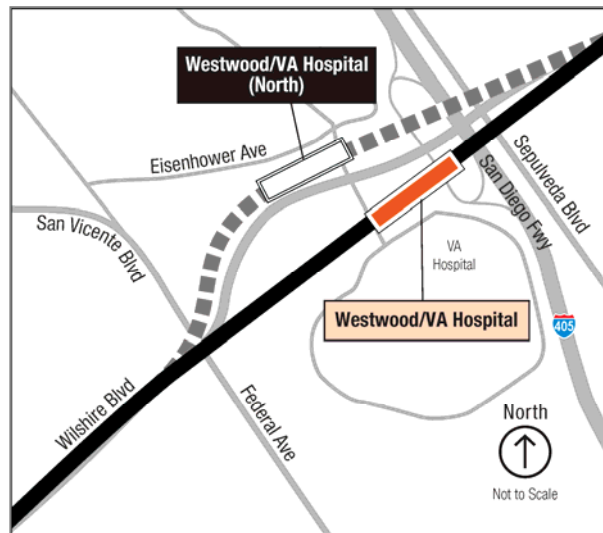 Westwood/VA Hospital
(North)
Eisenhower Ave
San Vicente Blvd
Sepulveda Blvd
San Diego Fwy
VA
Hospital
Westwood/VA Hospital
405
Wilshire Blvd
Federal Ave
North
Not to Scale